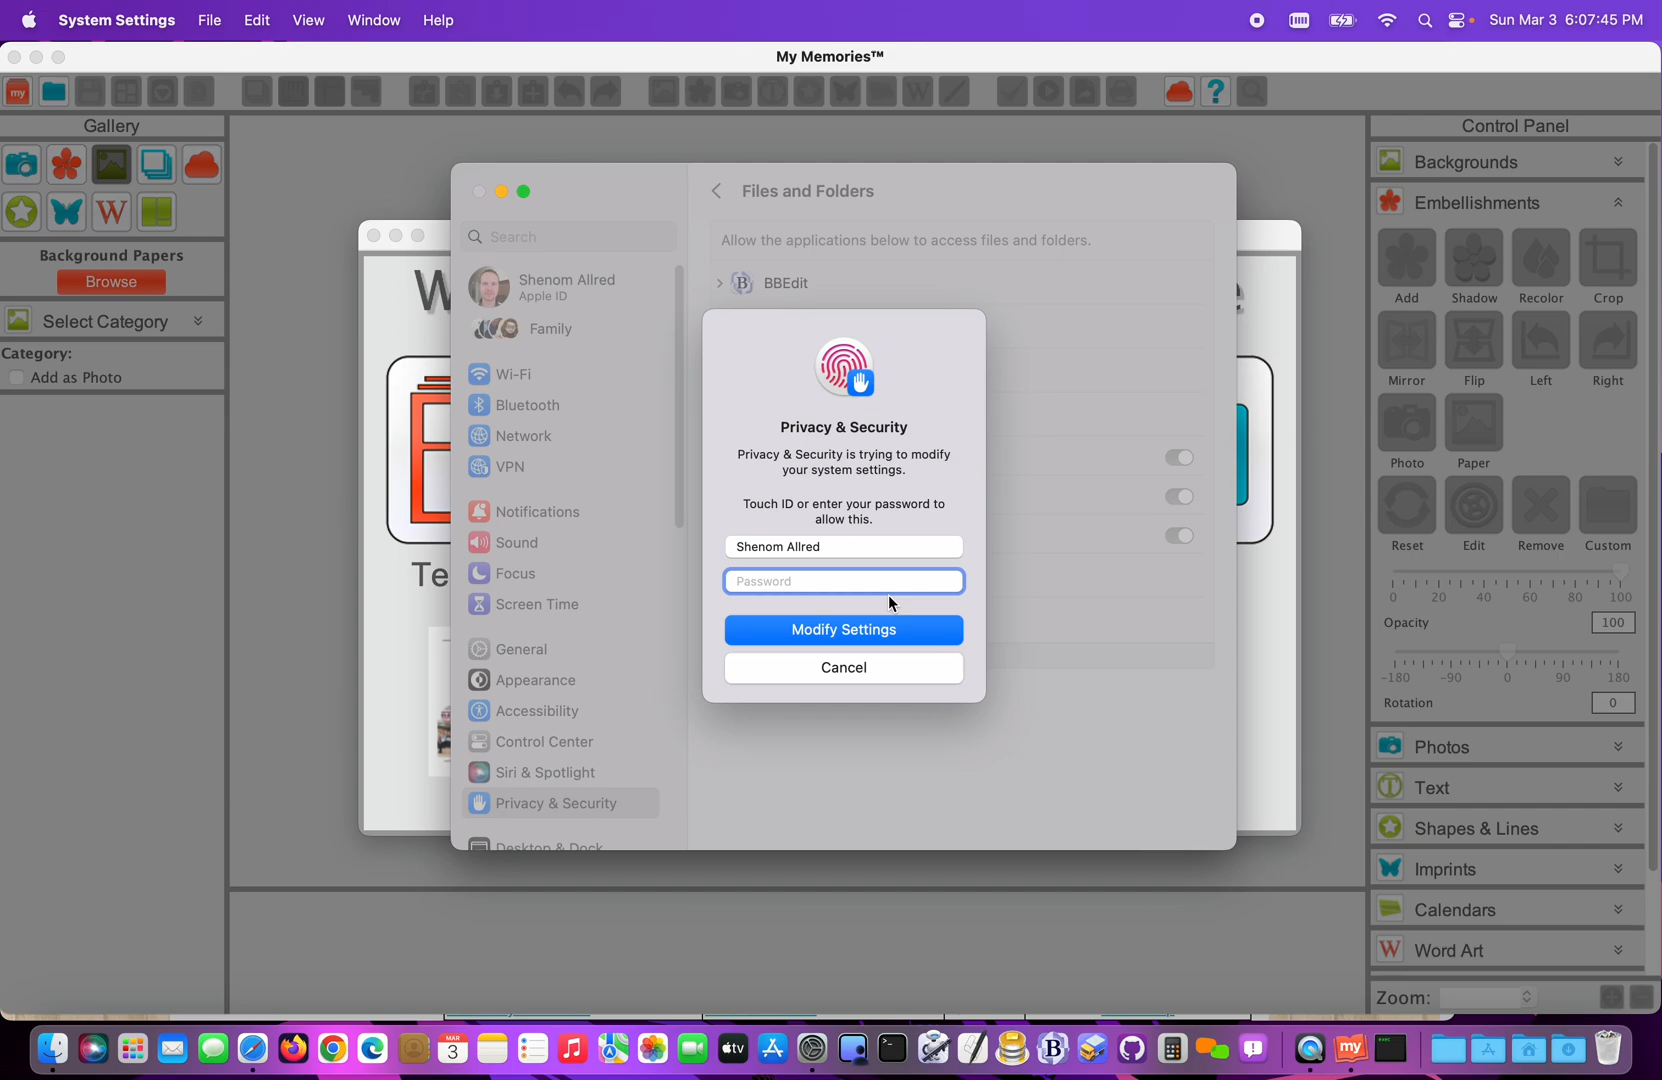 System Settings File Edit View Window Help Sun Mar 3 6:07:45 PM
My Memories™
my
Gallery
Background Papers
Browse
Select Category
Category:
Add as Photo
W
Te
Search
Shenom Allred
Apple ID
Family
Wi-Fi
Bluetooth
Network
VPN
Notifications
Sound
Focus
Screen Time
General
Appearance
Accessibility
Control Center
Siri & Spotlight
Privacy & Security
Desktop & Dock
Files and Folders
Allow the applications below to access files and folders.
BBEdit
Privacy & Security
Privacy & Security is trying to modify
your system settings.
Touch ID or enter your password to
allow this.
Shenom Allred
Password
Modify Settings
Cancel
e
Control Panel
Backgrounds
Embellishments
Add Shadow Recolor Crop
Mirror Flip Left Right
Photo Paper
Reset Edit Remove Custom
0 20 40 60 80 100
Opacity 100
-180 -90 0 90 180
Rotation 0
Photos
Text
Shapes & Lines
Imprints
Calendars
Word Art
Zoom:
MAR
3
tv
my